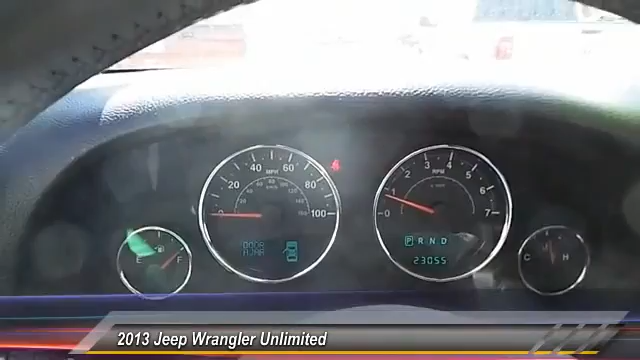 20 40 60 80 100
MPH
0
DOOR
AJAR
E F
1 2 3 4 5 6 7
RPM
0
P R N D
23055
C H
2013 Jeep Wrangler Unlimited